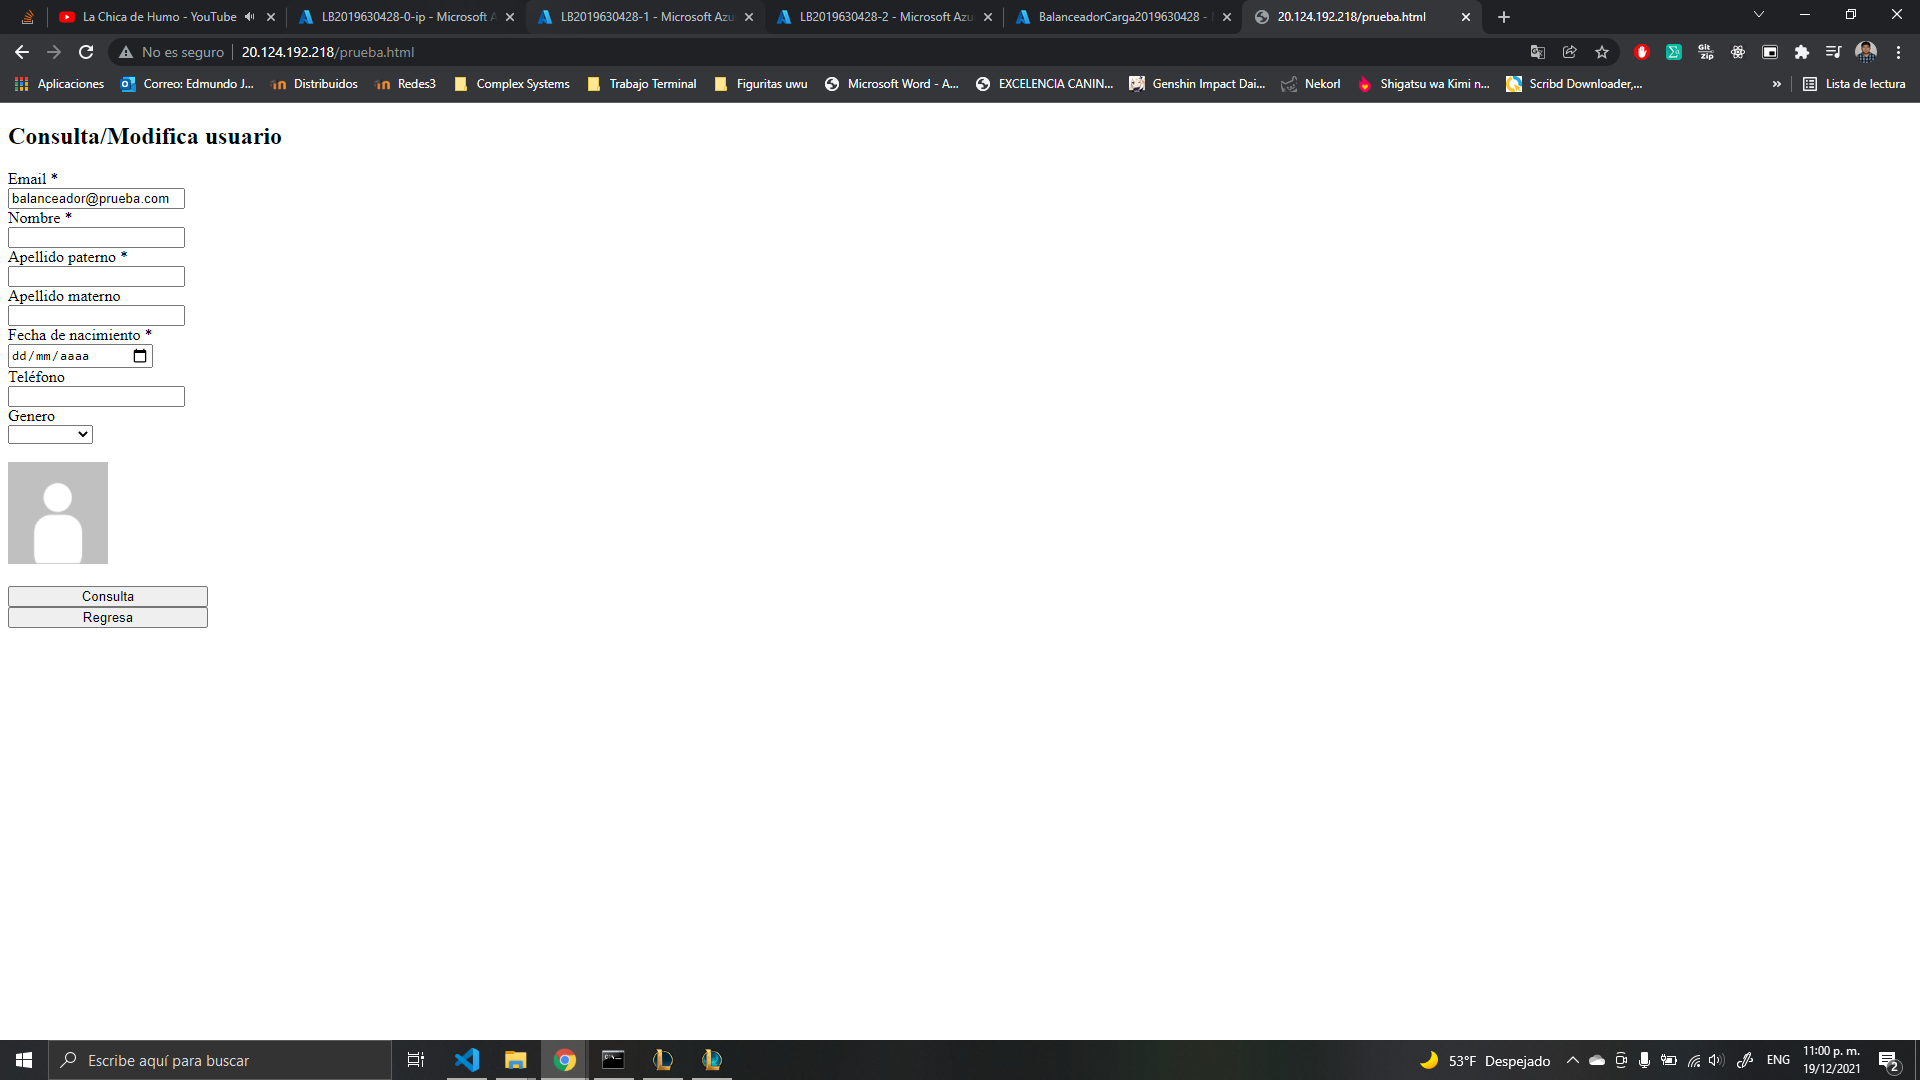 La Chica de Humo - YouTube
LB2019630428-0-ip - Microsoft A
LB2019630428-1 - Microsoft Azu
LB2019630428-2 - Microsoft Azu
BalanceadorCarga2019630428 -
20.124.192.218/prueba.html
No es seguro
20.124.192.218/prueba.html
Git
zip
Aplicaciones
Correo: Edmundo J...
Distribuidos
Redes3
Complex Systems
Trabajo Terminal
Figuritas uwu
Microsoft Word - A...
EXCELENCIA CANIN...
Genshin Impact Dai...
Nekorl
Shigatsu wa Kimi n...
Scribd Downloader,...
»
Lista de lectura
Consulta/Modifica usuario
Email *
balanceador@prueba.com
Nombre *
Apellido paterno *
Apellido materno
Fecha de nacimiento *
dd/mm/aaaa
Teléfono
Genero
Consulta
Regresa
Escribe aquí para buscar
53°F Despejado
ENG
11:00 p. m.
19/12/2021
2